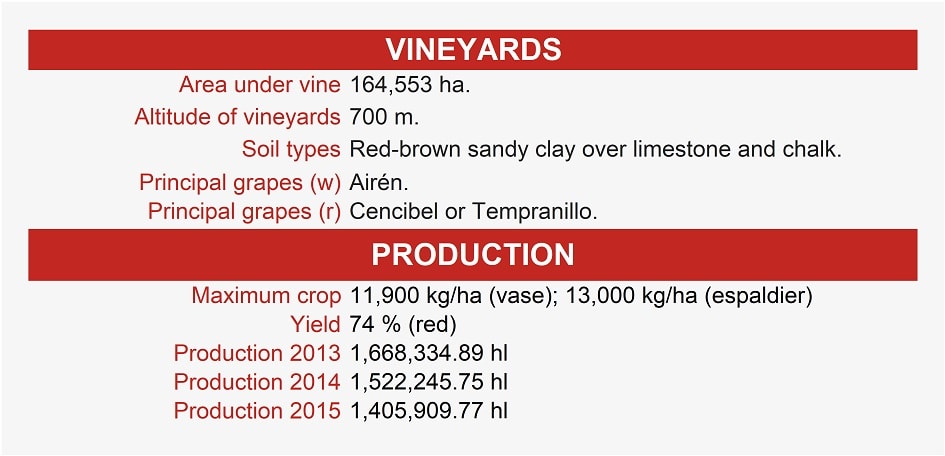 VINEYARDS
Area under vine 164,553 ha.
Altitude of vineyards 700 m.
Soil types Red-brown sandy clay over limestone and chalk.
Principal grapes (w) Airén.
Principal grapes (r) Cencibel or Tempranillo.
PRODUCTION
Maximum crop 11,900 kg/ha (vase); 13,000 kg/ha (espaldier)
Yield 74 % (red)
Production 2013 1,668,334.89 hl
Production 2014 1,522,245.75 hl
Production 2015 1,405,909.77 hl